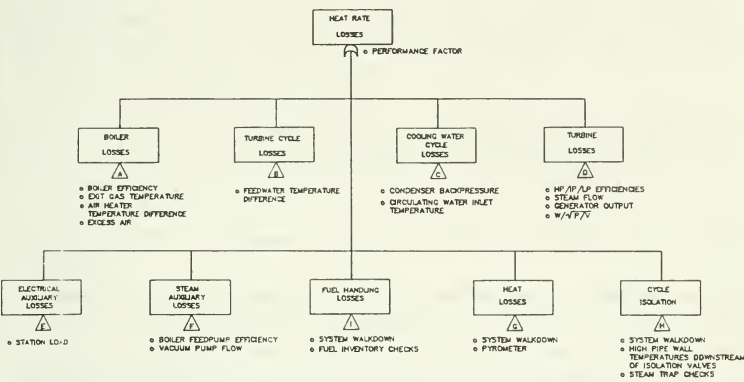 HEAT RATE
LOSSES
o PERFORMANCE FACTOR
BOILER
LOSSES
A
o BOILER EFFICIENCY
o EXIT GAS TEMPERATURE
o AIR HEATER
TEMPERATURE DIFFERENCE
o EXCESS AIR
TURBINE CYCLE
LOSSES
B
o FEEDWATER TEMPERATURE
DIFFERENCE
COOLING WATER
CYCLE
LOSSES
C
o CONDENSER BACKPRESSURE
o CIRCULATING WATER INLET
TEMPERATURE
TURBINE
LOSSES
D
o HP/IP/LP EFFICIENCIES
o STEAM FLOW
o GENERATOR OUTPUT
o W/√P/V
ELECTRICAL
AUXILIARY
LOSSES
E
o STATION LOAD
STEAM
AUXILIARY
LOSSES
F
o BOILER FEEDPUMP EFFICIENCY
o VACUUM PUMP FLOW
FUEL HANDLING
LOSSES
I
o SYSTEM WALKDOWN
o FUEL INVENTORY CHECKS
HEAT
LOSSES
G
o SYSTEM WALKDOWN
o PYROMETER
CYCLE
ISOLATION
H
o SYSTEM WALKDOWN
o HIGH PIPE WALL
TEMPERATURES DOWNSTREAM
OF ISOLATION VALVES
o STEAM TRAP CHECKS